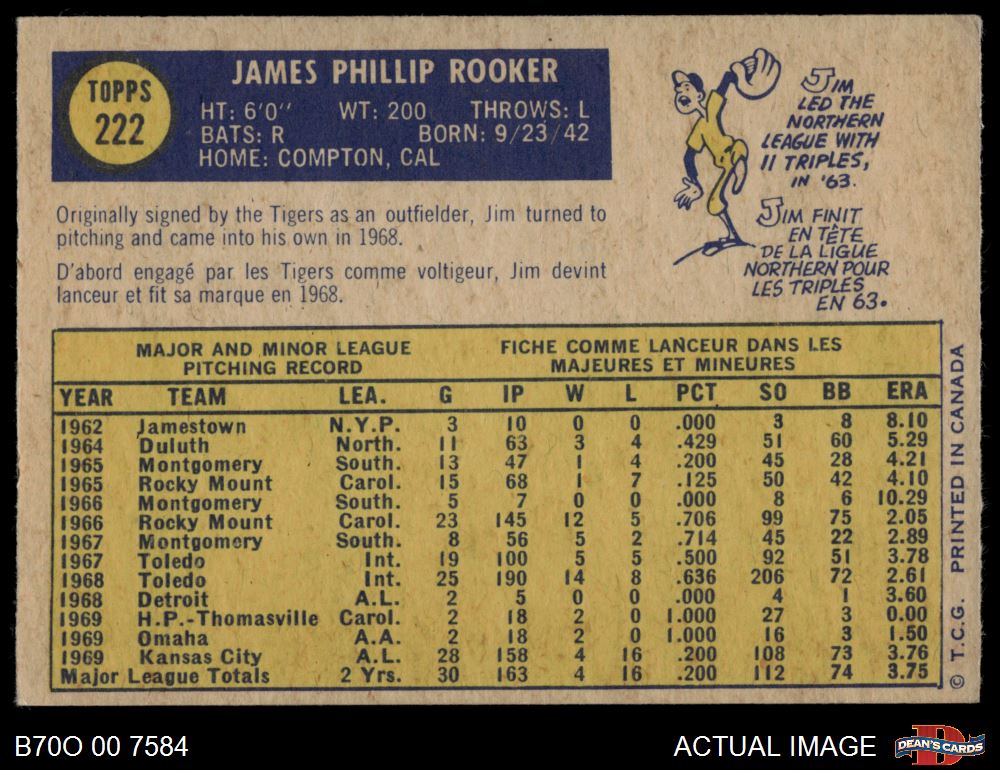 TOPPS
222
JAMES PHILLIP ROOKER
HT: 6'0" WT: 200 THROWS: L
BATS: R BORN: 9/23/42
HOME: COMPTON, CAL
Originally signed by the Tigers as an outfielder, Jim turned to
pitching and came into his own in 1968.
D'abord engagé par les Tigers comme voltigeur, Jim devint
lanceur et fit sa marque en 1968.
JIM
LED THE
NORTHERN
LEAGUE WITH
11 TRIPLES,
IN '63.
JIM FINIT
EN TÊTE
DE LA LIGUE
NORTHERN POUR
LES TRIPLES
EN 63.
MAJOR AND MINOR LEAGUE
PITCHING RECORD
FICHE COMME LANCEUR DANS LES
MAJEURES ET MINEURES
YEAR TEAM LEA. G IP W L PCT SO BB ERA
1962 Jamestown N.Y.P. 3 10 0 0 .000 3 8 8.10
1964 Duluth North. 11 63 3 4 .429 51 60 5.29
1965 Montgomery South. 13 47 1 4 .200 45 28 4.21
1965 Rocky Mount Carol. 15 68 1 7 .125 50 42 4.10
1966 Montgomery South. 5 7 0 0 .000 8 6 10.29
1966 Rocky Mount Carol. 23 145 12 5 .706 99 75 2.05
1967 Montgomery South. 8 56 5 2 .714 45 22 2.89
1967 Toledo Int. 19 100 5 5 .500 92 51 3.78
1968 Toledo Int. 25 190 14 8 .636 206 72 2.61
1968 Detroit A.L. 2 5 0 0 .000 4 1 3.60
1969 H.P.-Thomasville Carol. 2 18 2 0 1.000 27 3 0.00
1969 Omaha A.A. 2 18 2 0 1.000 16 3 1.50
1969 Kansas City A.L. 28 158 4 16 .200 108 73 3.76
Major League Totals 2 Yrs. 30 163 4 16 .200 112 74 3.75
© T.C.G. PRINTED IN CANADA
B70O 00 7584
ACTUAL IMAGE
DEAN'S CARDS